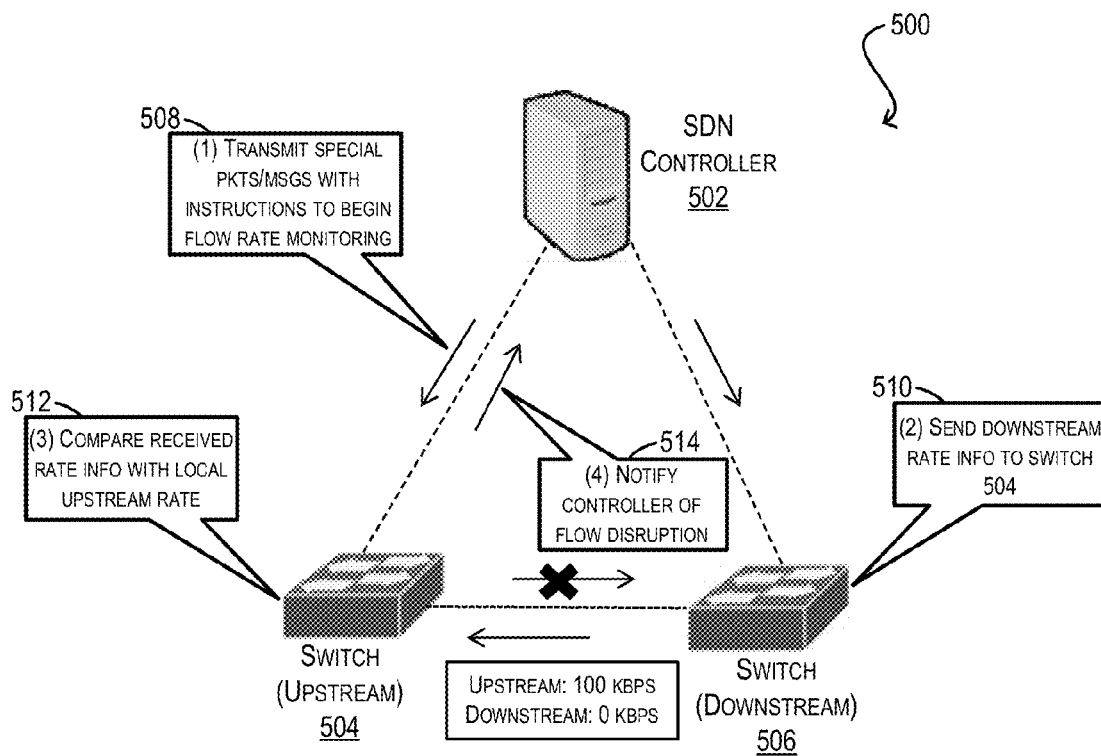 500
508
(1) TRANSMIT SPECIAL
PKTS/MSGS WITH
INSTRUCTIONS TO BEGIN
FLOW RATE MONITORING
SDN
CONTROLLER
502
512
(3) COMPARE RECEIVED
RATE INFO WITH LOCAL
UPSTREAM RATE
514
(4) NOTIFY
CONTROLLER OF
FLOW DISRUPTION
510
(2) SEND DOWNSTREAM
RATE INFO TO SWITCH
504
SWITCH
(UPSTREAM)
504
UPSTREAM: 100 KBPS
DOWNSTREAM: 0 KBPS
SWITCH
(DOWNSTREAM)
506